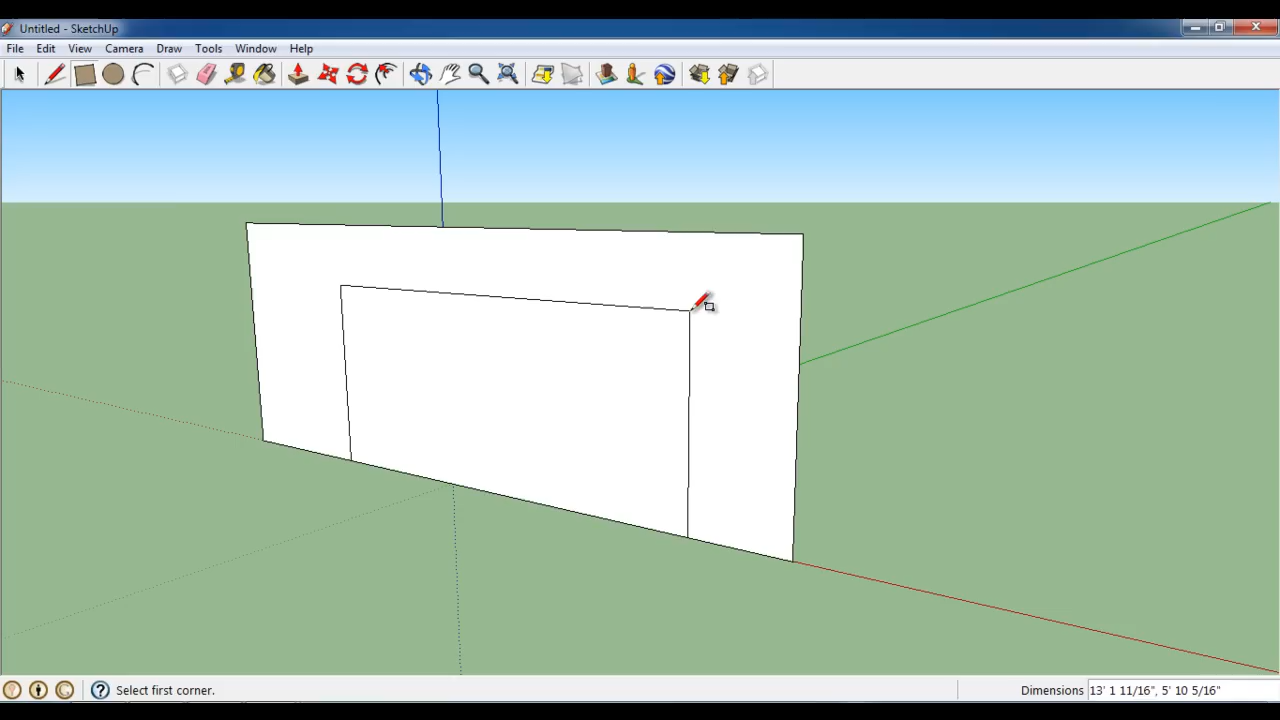 Untitled - SketchUp
File Edit View Camera Draw Tools Window Help
Select first corner. Dimensions 13' 1 11/16", 5' 10 5/16"